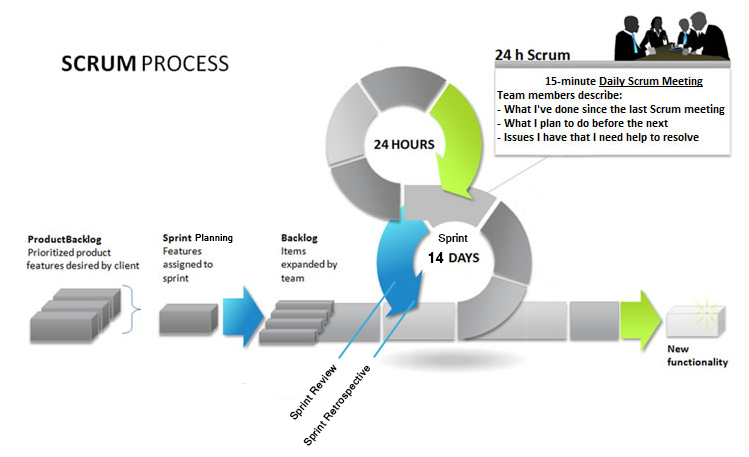 SCRUM PROCESS
24 h Scrum
15-minute Daily Scrum Meeting
Team members describe:
- What I've done since the last Scrum meeting
- What I plan to do before the next
- Issues I have that I need help to resolve
24 HOURS
ProductBacklog
Prioritized product
features desired by client
Sprint Planning
Features
assigned to
sprint
Backlog
Items
expanded by
team
Sprint
14 DAYS
Sprint Review
Sprint Retrospective
New
functionality